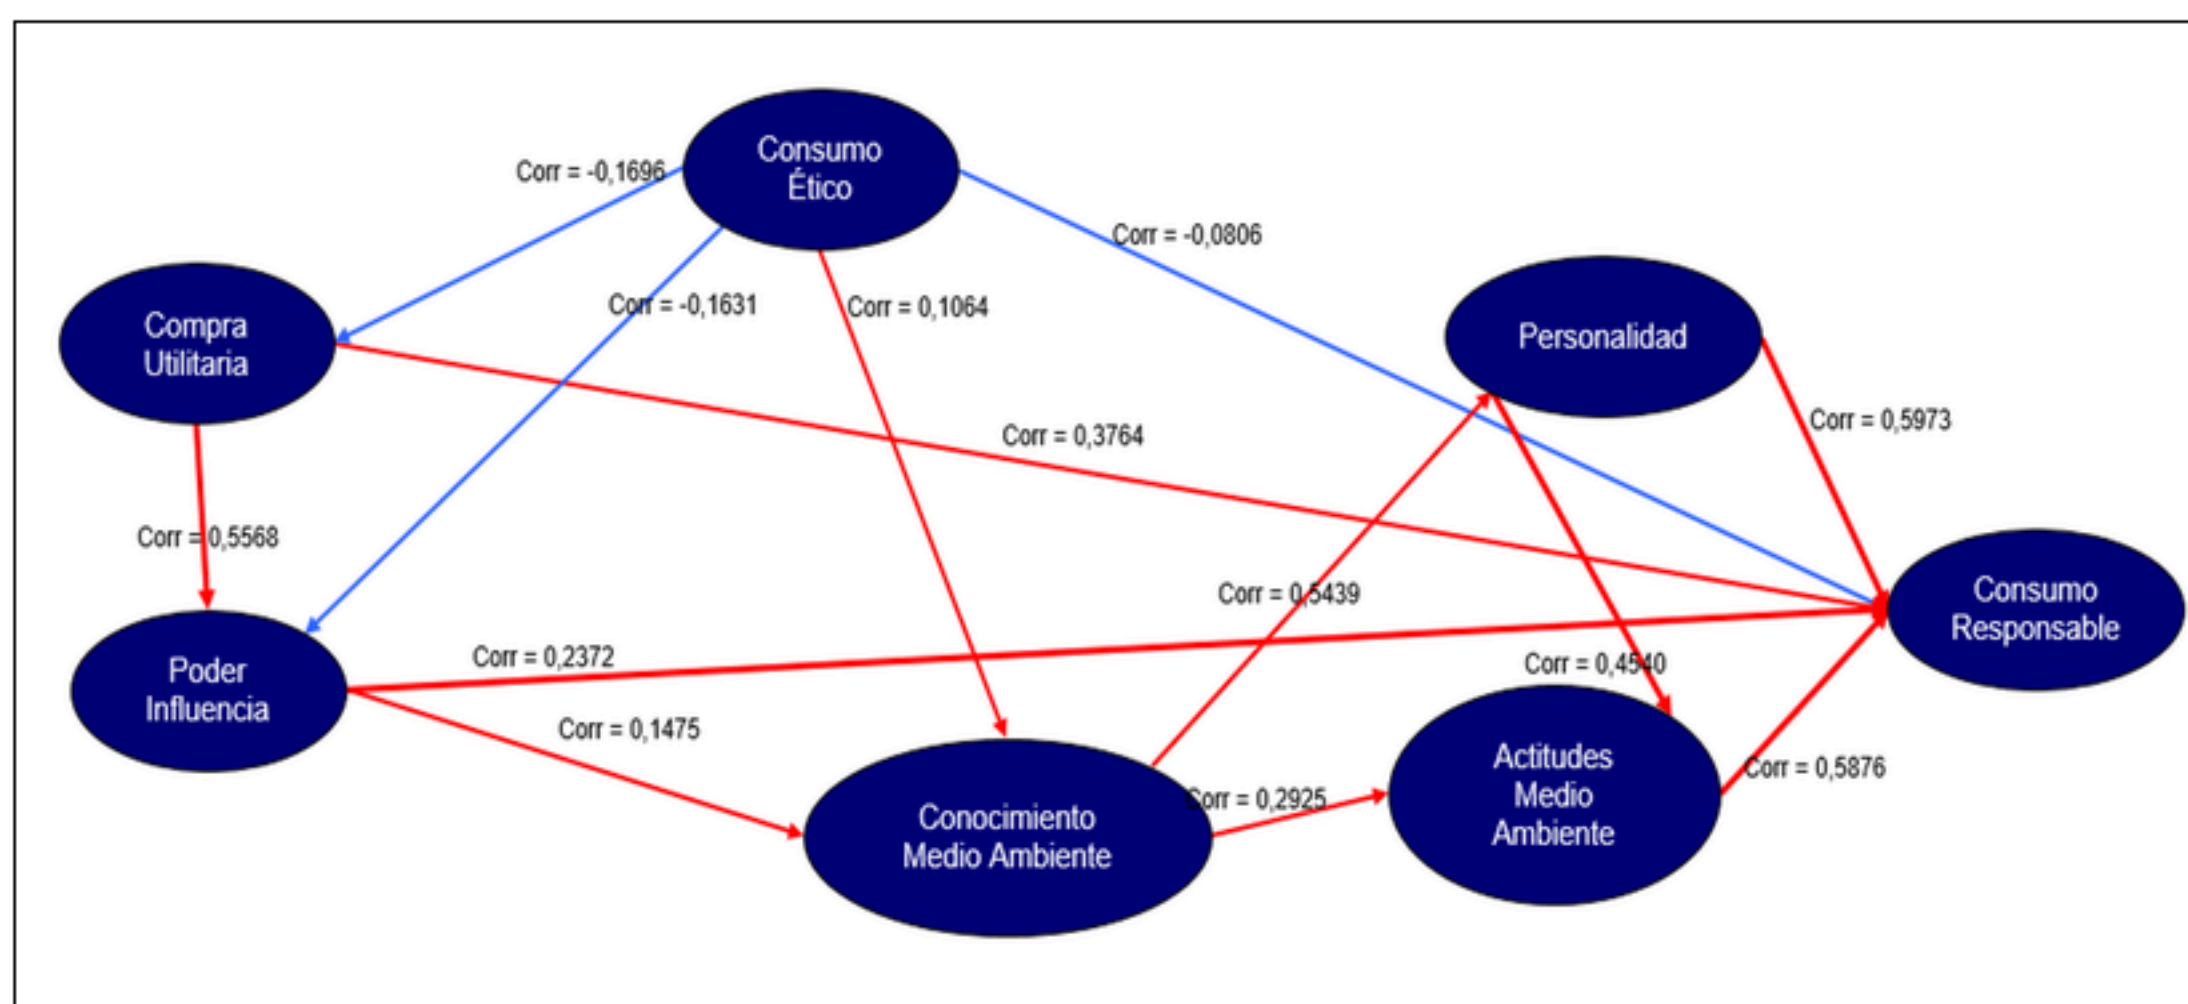 Consumo
Ético
Corr = -0,1696
Corr = -0,0806
Corr = -0,1631
Corr = 0,1064
Compra
Utilitaria
Personalidad
Corr = 0,3764
Corr = 0,5973
Corr = 0,5568
Corr = 0,5439
Consumo
Responsable
Corr = 0,2372
Corr = 0,4540
Poder
Influencia
Corr = 0,1475
Actitudes
Medio
Ambiente
Corr = 0,5876
Corr = 0,2925
Conocimiento
Medio Ambiente